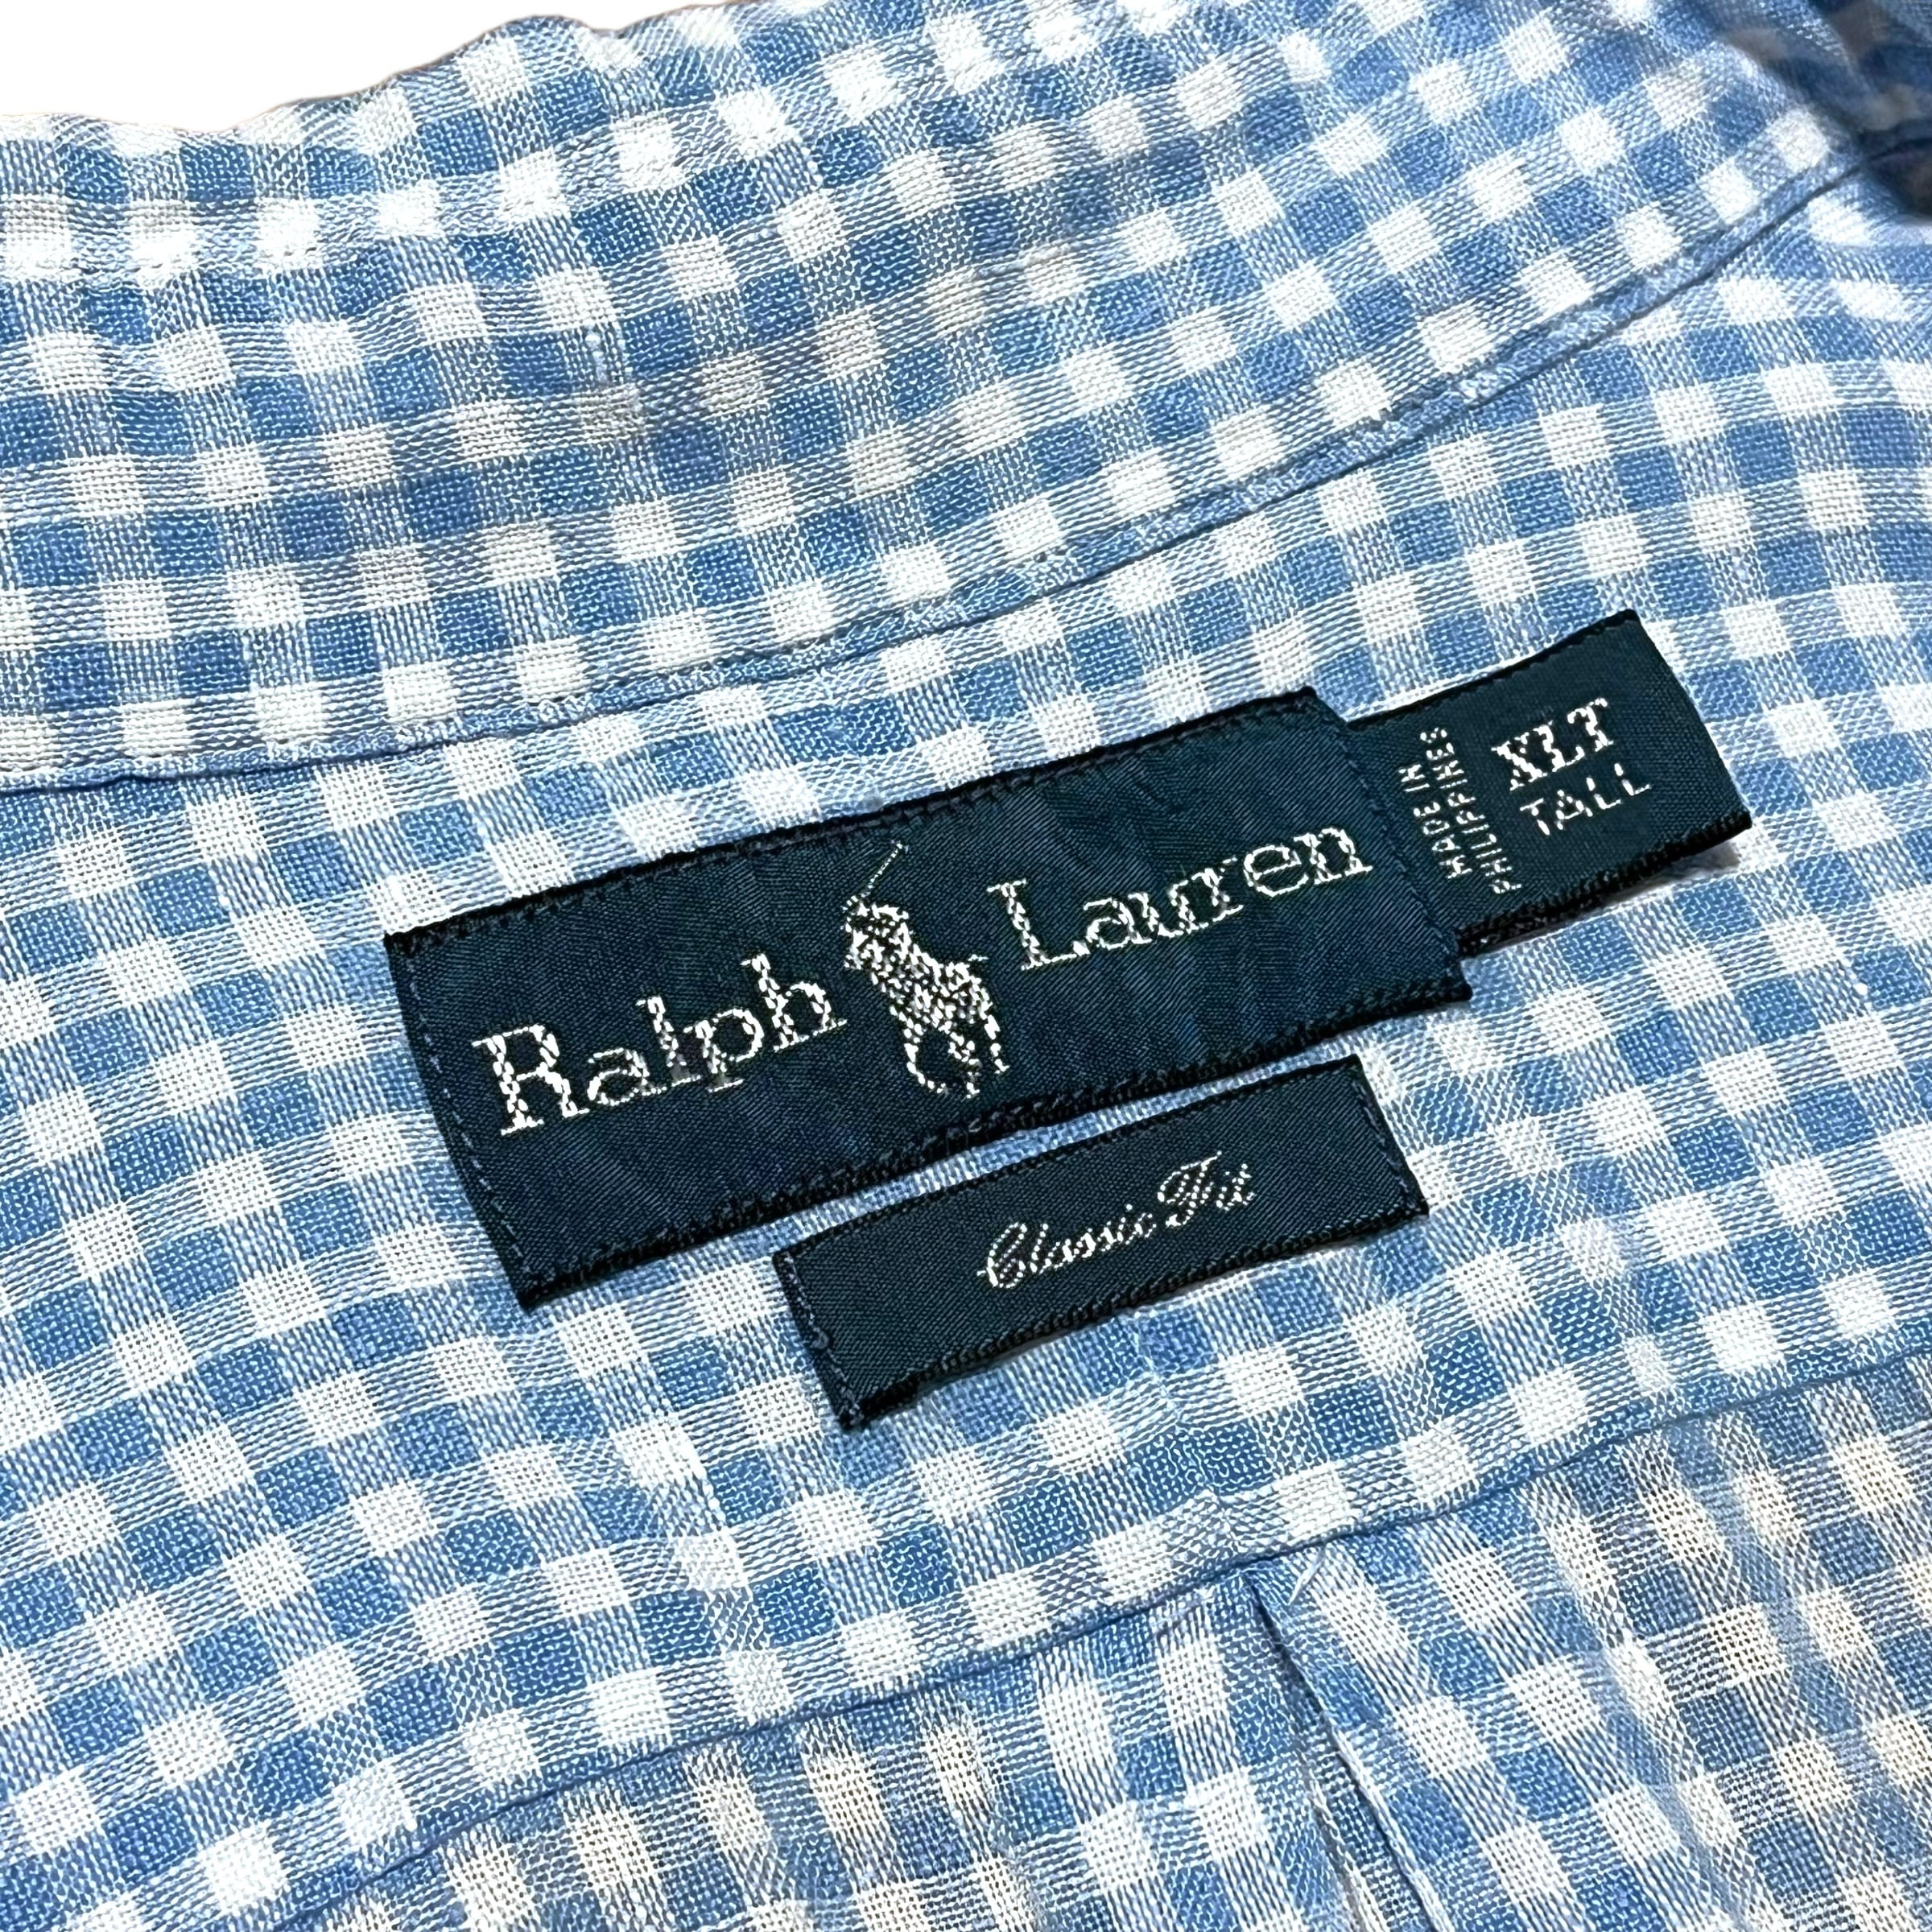 Ralph Lauren
MADE IN
PHILIPPINES
XLT
TALL
Classic Fit